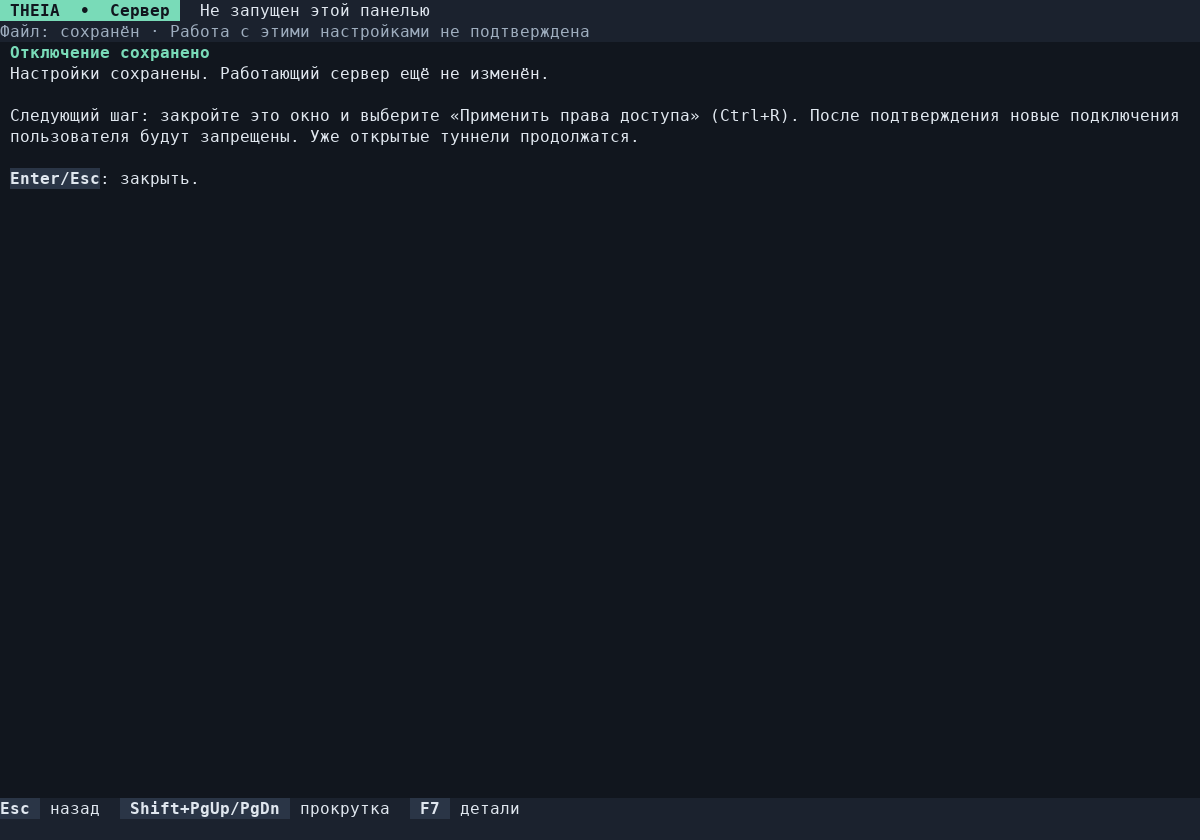 THEIA • Сервер Не запущен этой панелью
Файл: сохранён · Работа с этими настройками не подтверждена
Отключение сохранено
Настройки сохранены. Работающий сервер ещё не изменён.
Следующий шаг: закройте это окно и выберите «Применить права доступа» (Ctrl+R). После подтверждения новые подключения
пользователя будут запрещены. Уже открытые туннели продолжатся.
Enter/Esc: закрыть.
Esc назад Shift+PgUp/PgDn прокрутка F7 детали